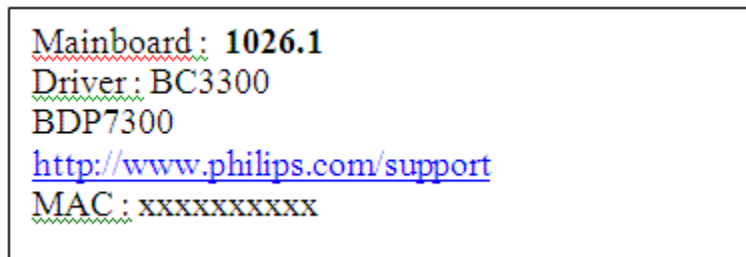 Mainboard : 1026.1
Driver : BC3300
BDP7300
http://www.philips.com/support
MAC : xxxxxxxxxx